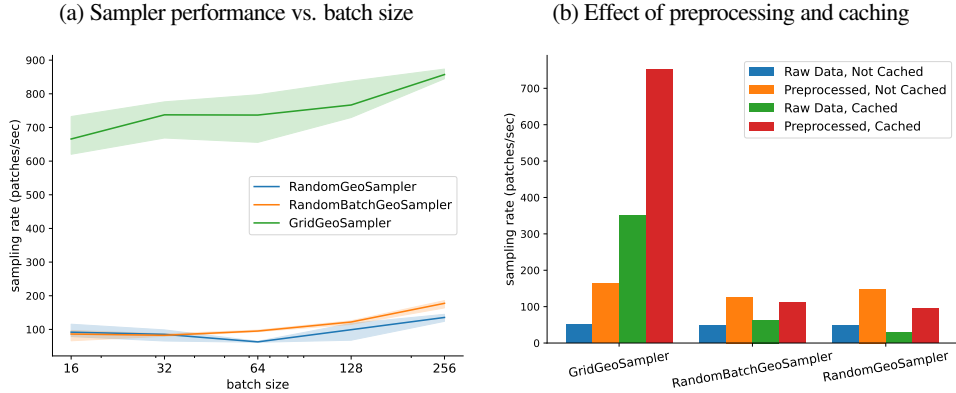 (a) Sampler performance vs. batch size
900
800
700
600
500
400
300
200
100
sampling rate (patches/sec)
RandomGeoSampler
RandomBatchGeoSampler
GridGeoSampler
16 32 64 128 256
batch size
(b) Effect of preprocessing and caching
700
600
500
400
300
200
100
0
sampling rate (patches/sec)
Raw Data, Not Cached
Preprocessed, Not Cached
Raw Data, Cached
Preprocessed, Cached
GridGeoSampler
RandomBatchGeoSampler
RandomGeoSampler